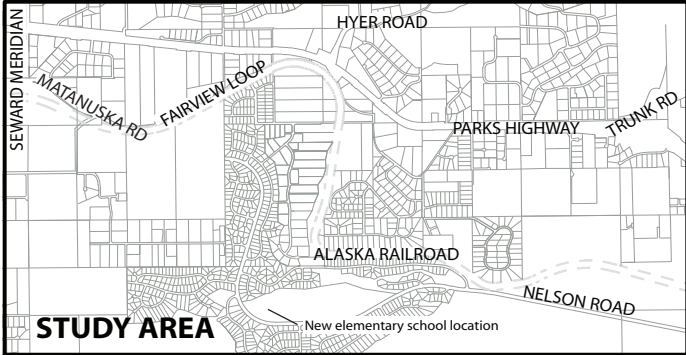 HYER ROAD
SEWARD MERIDIAN
MATANUSKA RD
FAIRVIEW LOOP
PARKS HIGHWAY
TRUNK RD
ALASKA RAILROAD
NELSON ROAD
New elementary school location
STUDY AREA